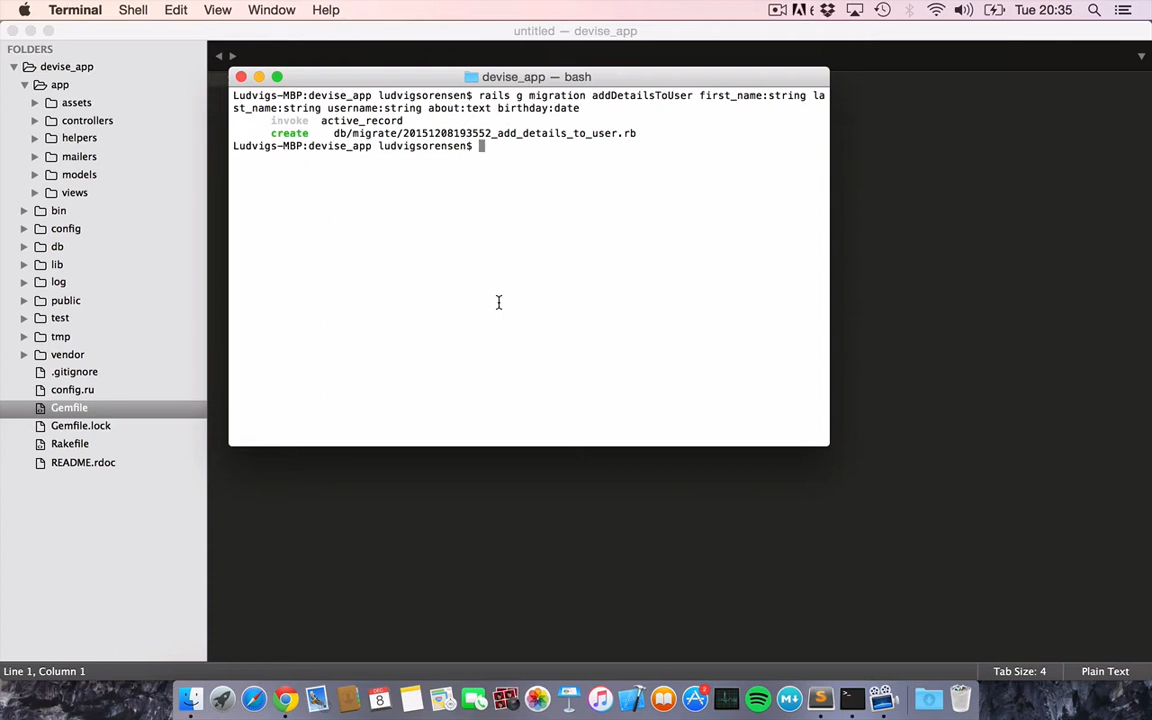 Terminal Shell Edit View Window Help
6 Tue 20:35
untitled — devise_app
FOLDERS
devise_app
app
assets
controllers
helpers
mailers
models
views
bin
config
db
lib
log
public
test
tmp
vendor
.gitignore
config.ru
Gemfile
Gemfile.lock
Rakefile
README.rdoc
devise_app — bash
Ludvigs-MBP:devise_app ludvigsorensen$ rails g migration addDetailsToUser first_name:string la
st_name:string username:string about:text birthday:date
invoke active_record
create db/migrate/20151208193552_add_details_to_user.rb
Ludvigs-MBP:devise_app ludvigsorensen$
Line 1, Column 1
Tab Size: 4 Plain Text